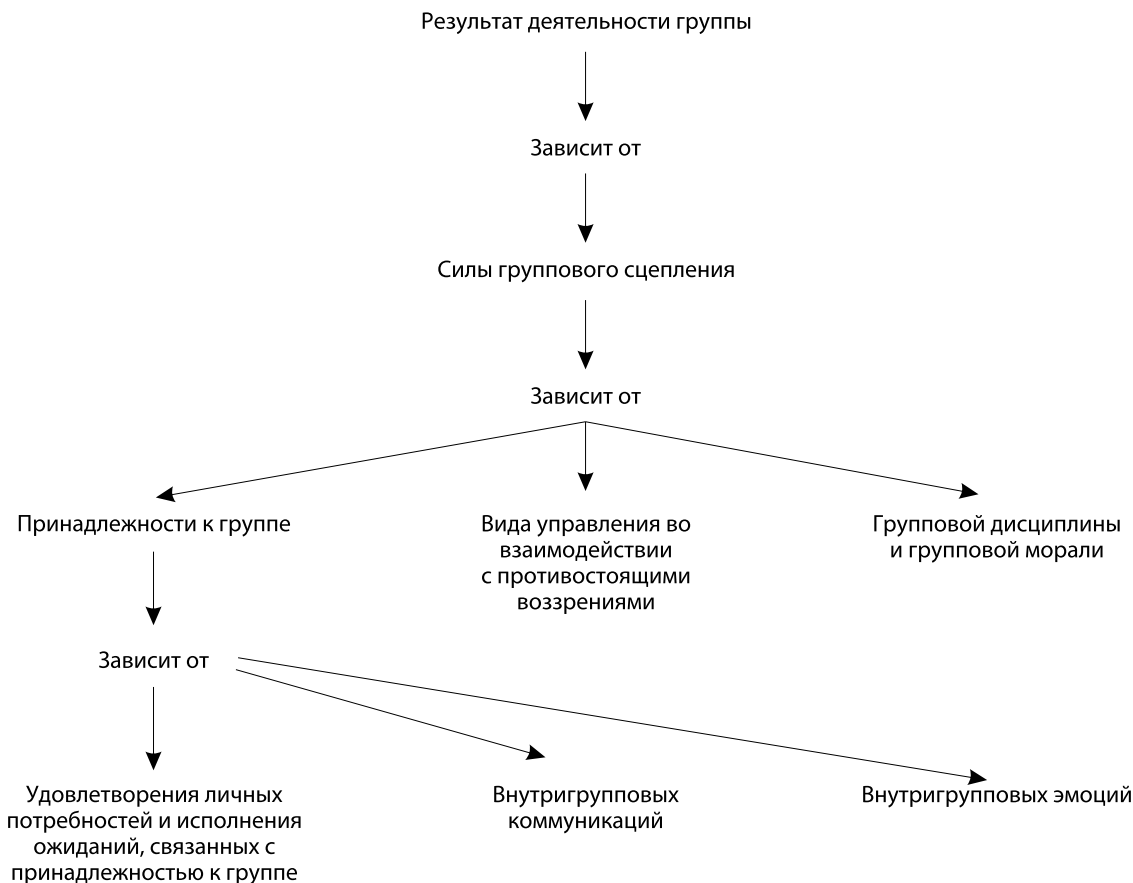 Результат деятельности группы
Зависит от
Силы группового сцепления
Зависит от
Принадлежности к группе
Вида управления во
взаимодействии
с противостоящими
воззрениями
Групповой дисциплины
и групповой морали
Зависит от
Удовлетворения личных
потребностей и исполнения
ожиданий, связанных с
принадлежностью к группе
Внутригрупповых
коммуникаций
Внутригрупповых эмоций